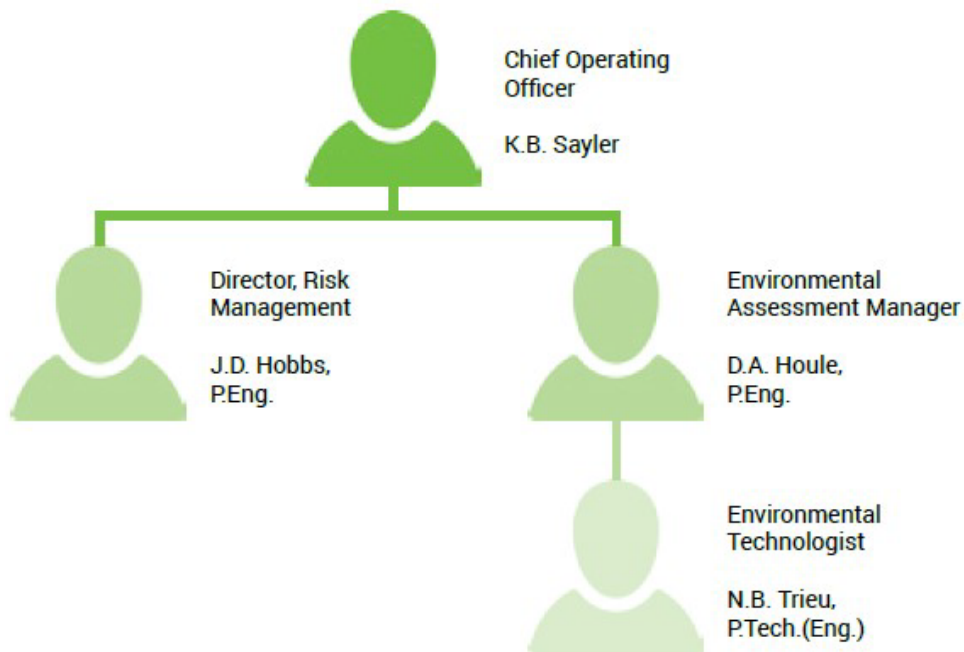 Chief Operating
Officer
K.B. Sayler
Director, Risk
Management
J.D. Hobbs,
P.Eng.
Environmental
Assessment Manager
D.A. Houle,
P.Eng.
Environmental
Technologist
N.B. Trieu,
P.Tech.(Eng.)